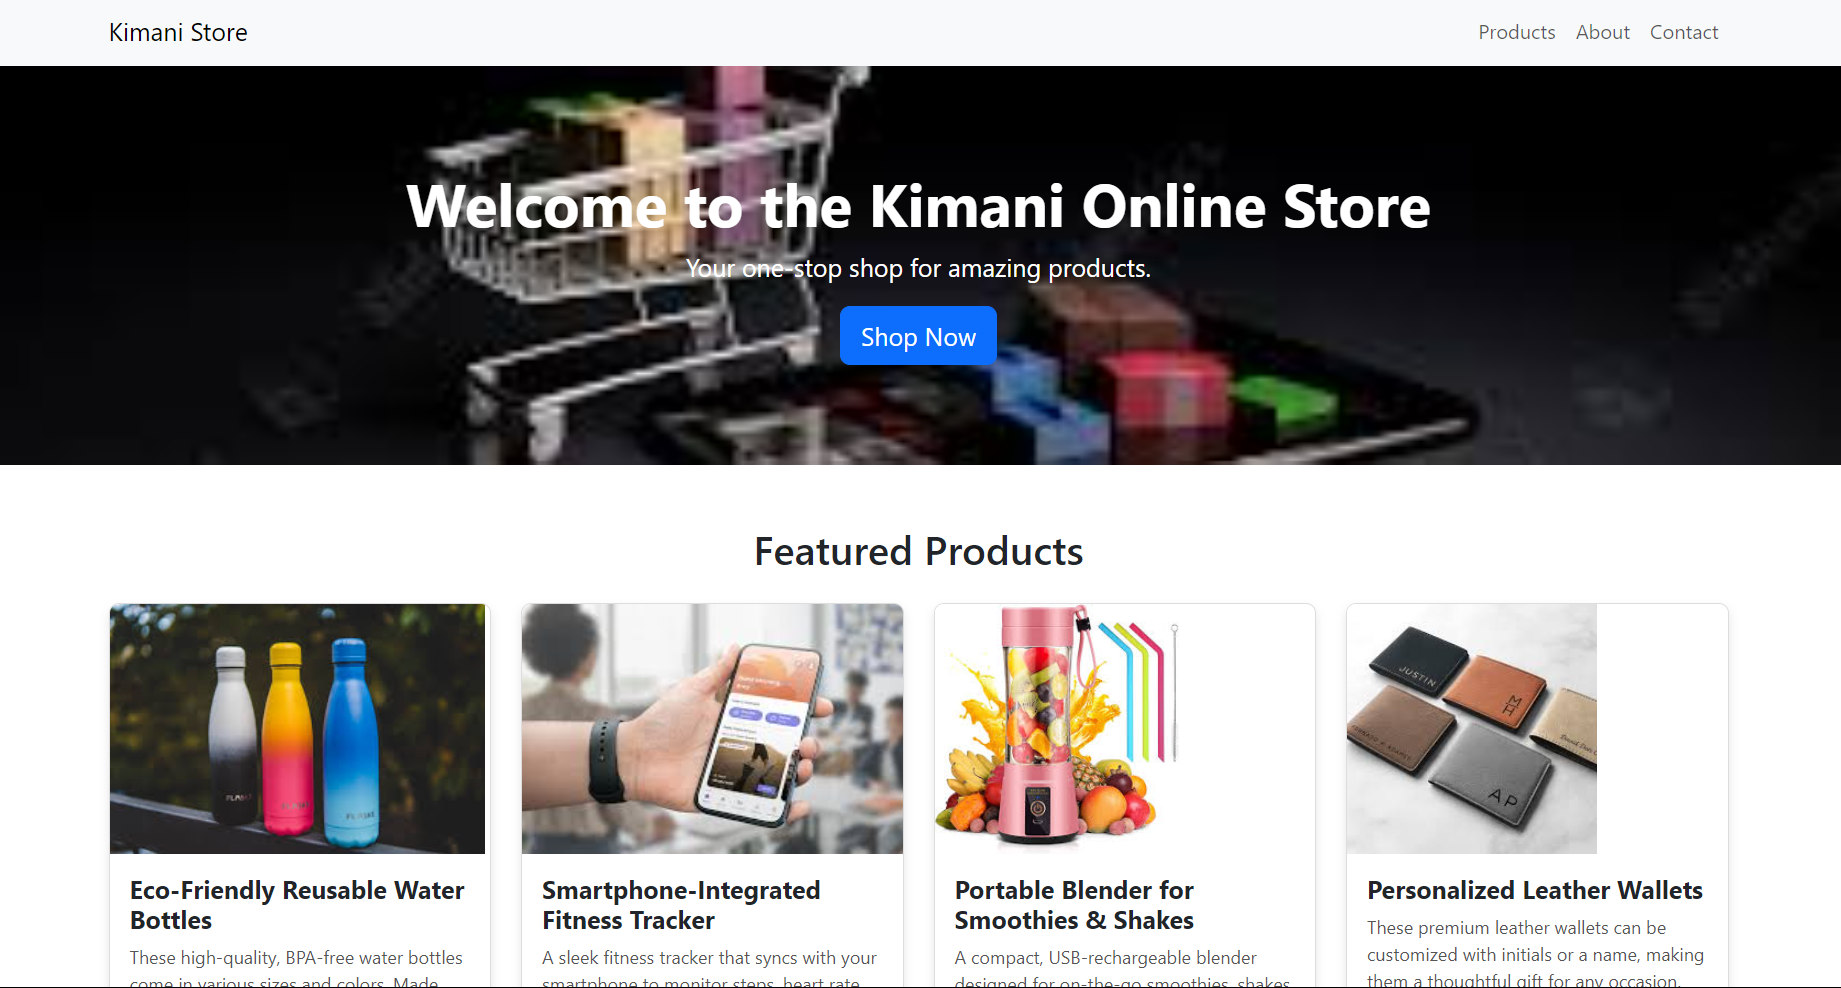 Kimani Store
Products About Contact
Welcome to the Kimani Online Store
Your one-stop shop for amazing products.
Shop Now
Featured Products
JUSTIN
MH
AP
Eco-Friendly Reusable Water
Bottles
These high-quality, BPA-free water bottles
come in various sizes and colors. Made
Smartphone-Integrated
Fitness Tracker
A sleek fitness tracker that syncs with your
smartphone to monitor steps, heart rate,
Portable Blender for
Smoothies & Shakes
A compact, USB-rechargeable blender
designed for on-the-go smoothies, shakes
Personalized Leather Wallets
These premium leather wallets can be
customized with initials or a name, making
them a thoughtful gift for any occasion.